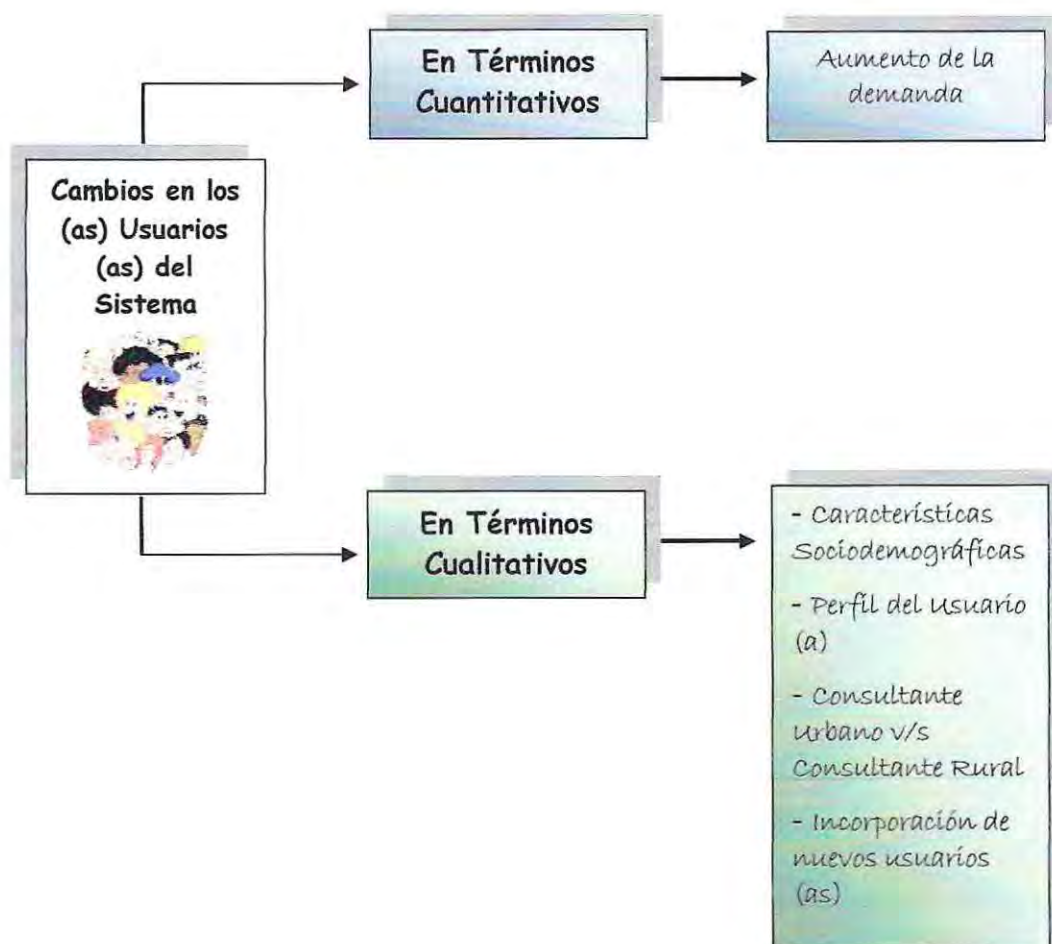 En Términos
Cuantitativos
Aumento de la
demanda
Cambios en los
(as) Usuarios
(as) del
Sistema
En Términos
Cualitativos
- Características
Sociodemográficas
- Perfil del Usuario
(a)
- Consultante
Urbano v/s
Consultante Rural
- Incorporación de
nuevos usuarios
(as)